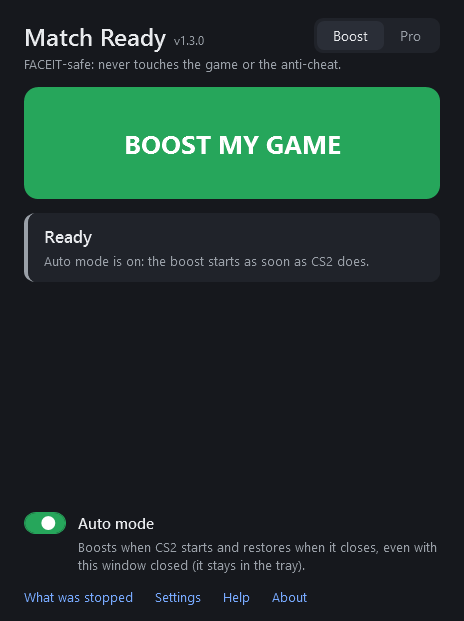 Match Ready v1.3.0
Boost Pro
FACEIT-safe: never touches the game or the anti-cheat.
BOOST MY GAME
Ready
Auto mode is on: the boost starts as soon as CS2 does.
Auto mode
Boosts when CS2 starts and restores when it closes, even with
this window closed (it stays in the tray).
What was stopped Settings Help About